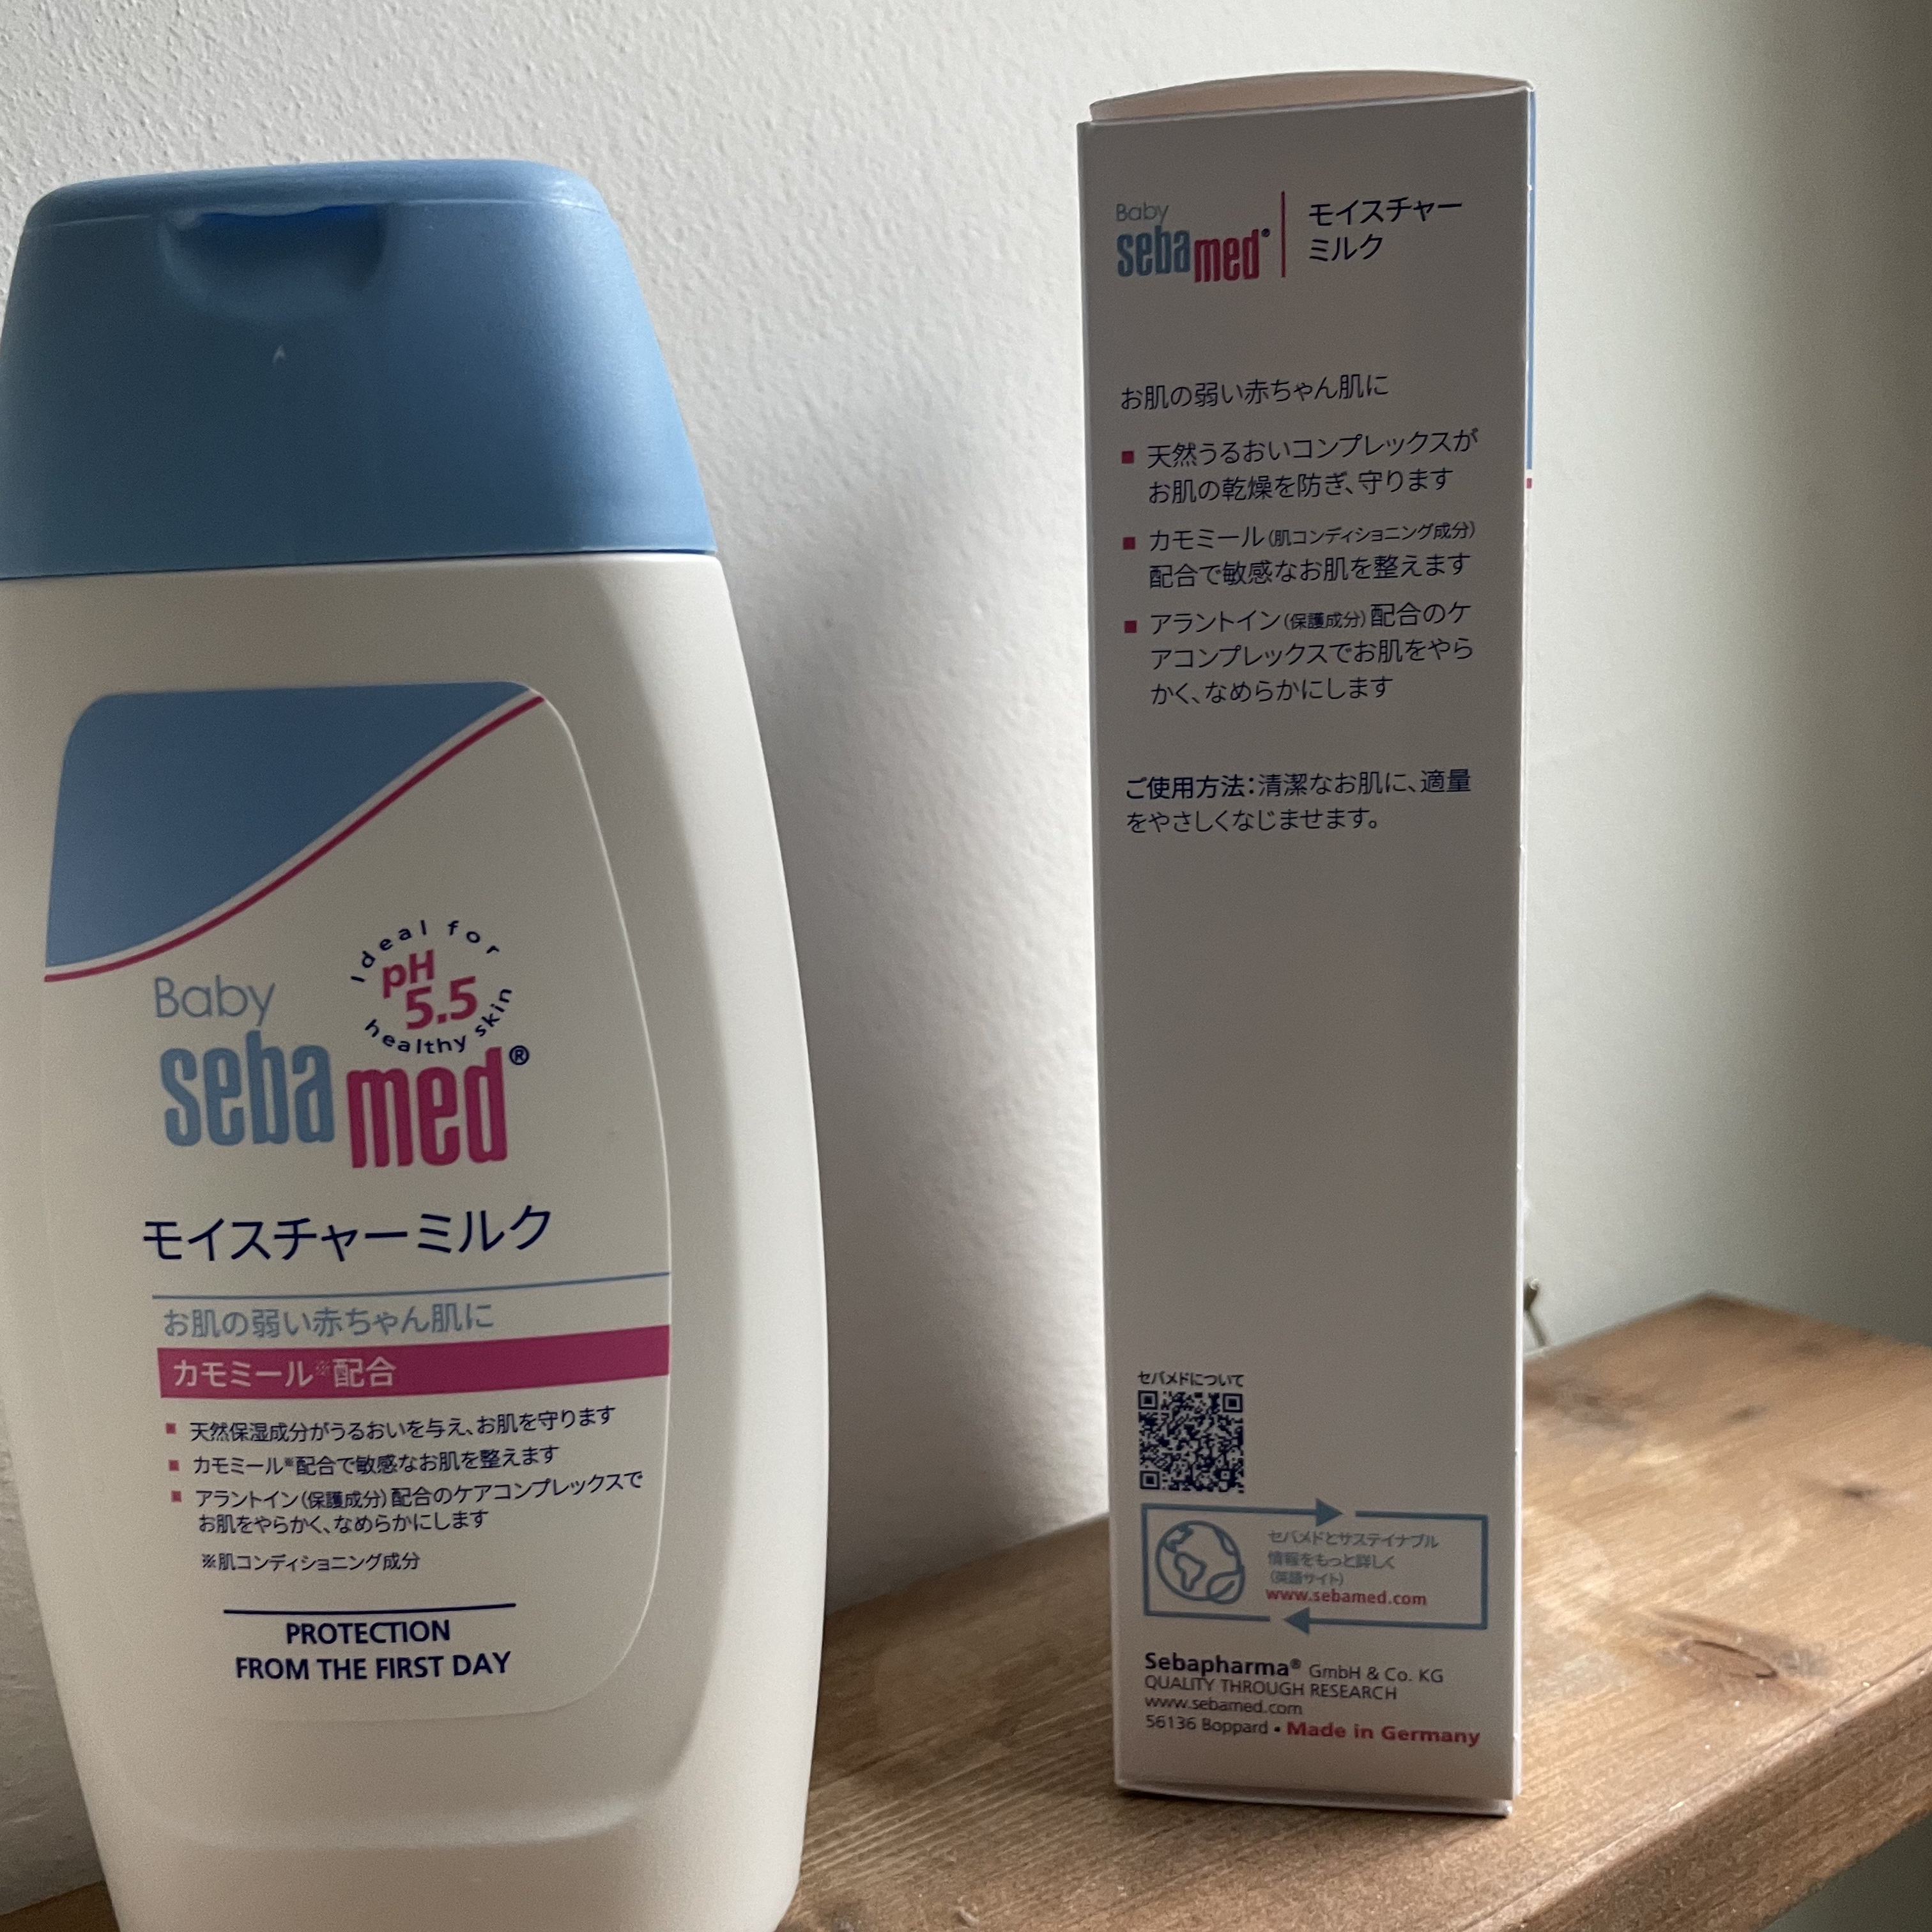 Baby
sebamed®
Ideal for
pH
5.5
healthy skin
モイスチャーミルク
お肌の弱い赤ちゃん肌に
カモミール※配合
天然保湿成分がうるおいを与え、お肌を守ります
カモミール※配合で敏感なお肌を整えます
アラントイン(保護成分)配合のケアコンプレックスで
お肌をやらかく、なめらかにします
※肌コンディショニング成分
PROTECTION
FROM THE FIRST DAY
Baby
sebamed®
モイスチャー
ミルク
お肌の弱い赤ちゃん肌に
天然うるおいコンプレックスが
お肌の乾燥を防ぎ、守ります
カモミール(肌コンディショニング成分)
配合で敏感なお肌を整えます
アラントイン(保護成分)配合のケ
アコンプレックスでお肌をやら
かく、なめらかにします
ご使用方法:清潔なお肌に、適量
をやさしくなじませます。
セバメドについて
セバメドとサステイナブル
情報をもっと詳しく
(英語サイト)
www.sebamed.com
Sebapharma® GmbH & Co. KG
QUALITY THROUGH RESEARCH
www.sebamed.com
56136 Boppard • Made in Germany